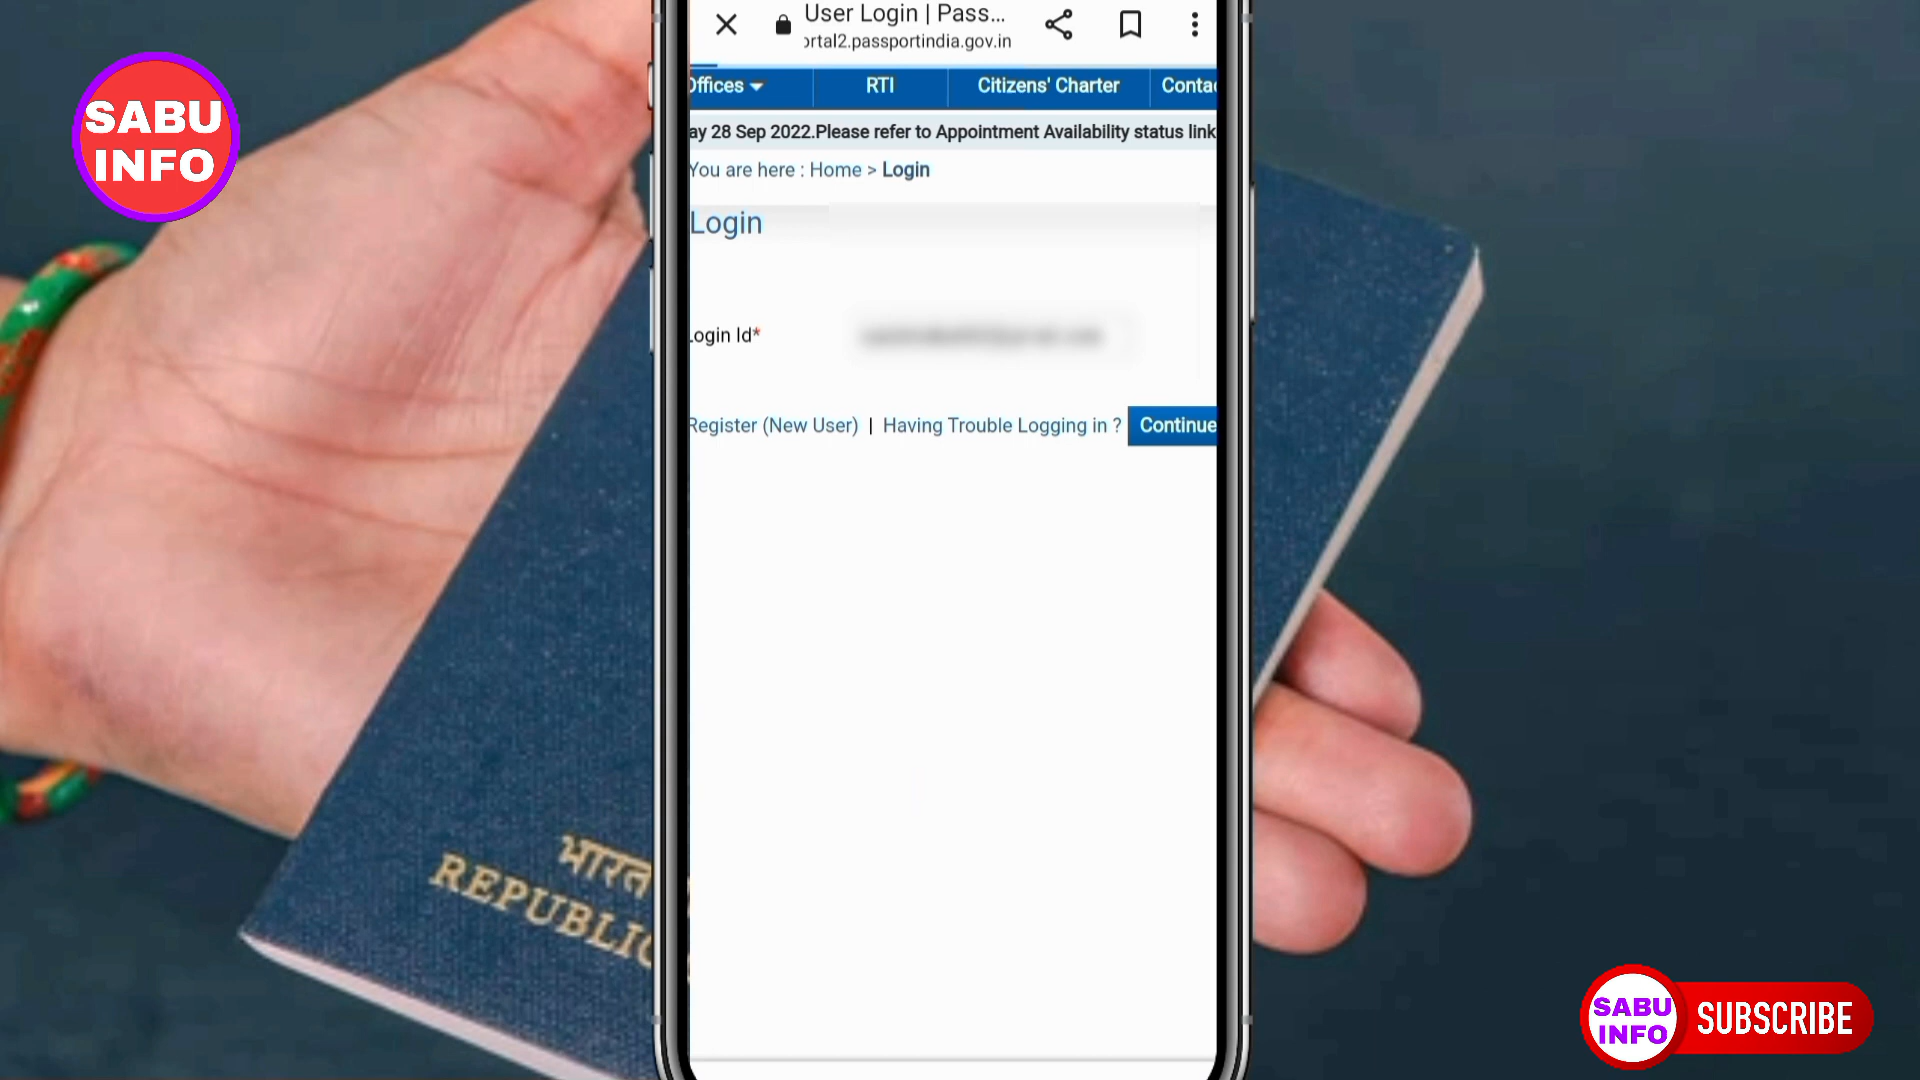 SABU
INFO
User Login | Pass...
ortal2.passportindia.gov.in
Offices
RTI
Citizens' Charter
Contac
ay 28 Sep 2022.Please refer to Appointment Availability status link
You are here : Home > Login
Login
Login Id*
Register (New User) | Having Trouble Logging in ?
Continue
भारत
REPUBLIC
SABU
INFO
SUBSCRIBE